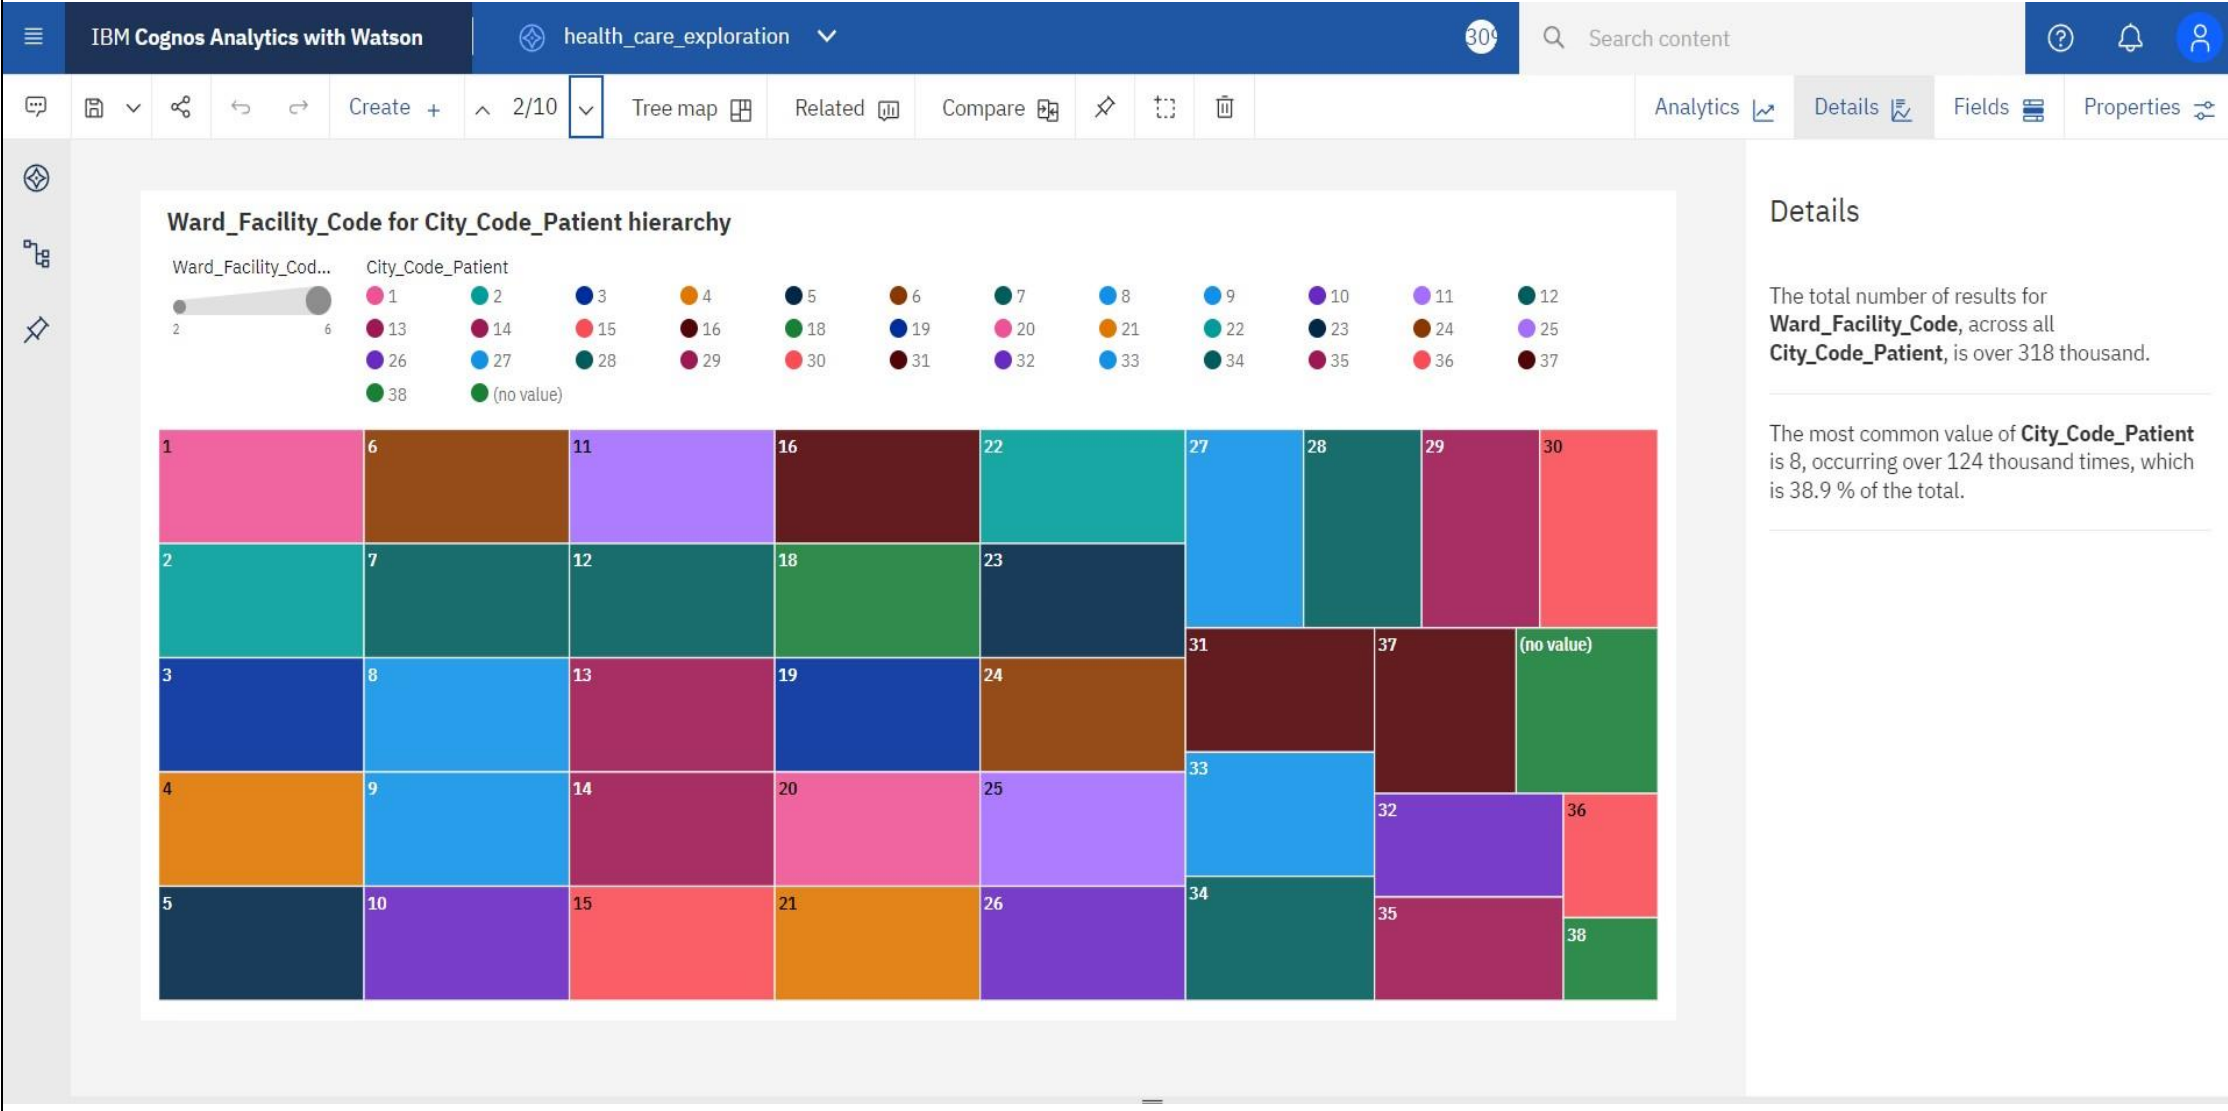 IBM Cognos Analytics with Watson
health_care_exploration
Search content
Create +
2/10
Tree map
Related
Compare
Analytics
Details
Fields
Properties
Ward_Facility_Code for City_Code_Patient hierarchy
Ward_Facility_Cod...
2 6
City_Code_Patient
1 2 3 4 5 6 7 8 9 10 11 12
13 14 15 16 18 19 20 21 22 23 24 25
26 27 28 29 30 31 32 33 34 35 36 37
38 (no value)
1 6 11 16 22 27 28 29 30
2 7 12 18 23
31 37 (no value)
3 8 13 19 24
33
4 9 14 20 25
32 36
34
5 10 15 21 26
35
38
Details
The total number of results for
Ward_Facility_Code, across all
City_Code_Patient, is over 318 thousand.
The most common value of City_Code_Patient
is 8, occurring over 124 thousand times, which
is 38.9 % of the total.